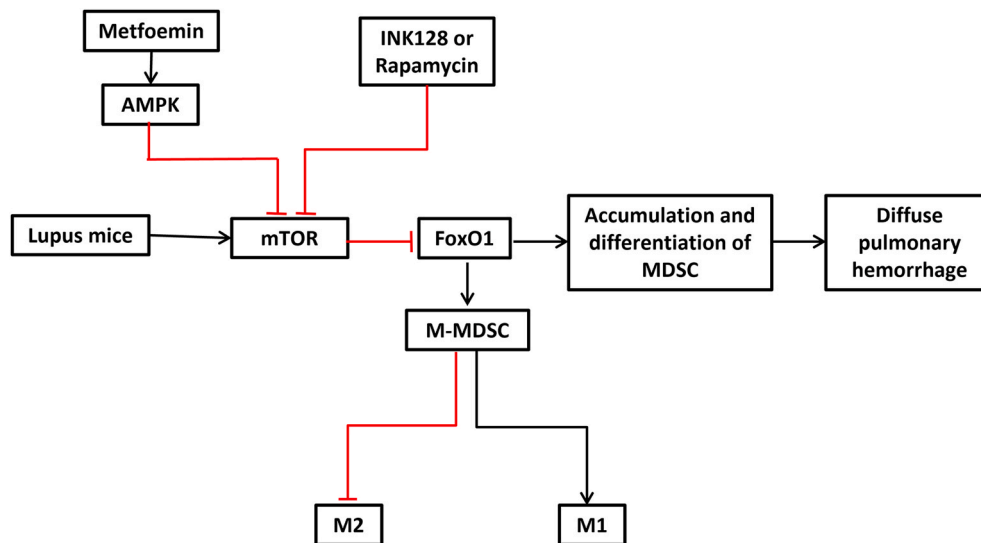 Metfoemin
INK128 or
Rapamycin
AMPK
Lupus mice
mTOR
FoxO1
Accumulation and
differentiation of
MDSC
Diffuse
pulmonary
hemorrhage
M-MDSC
M2
M1